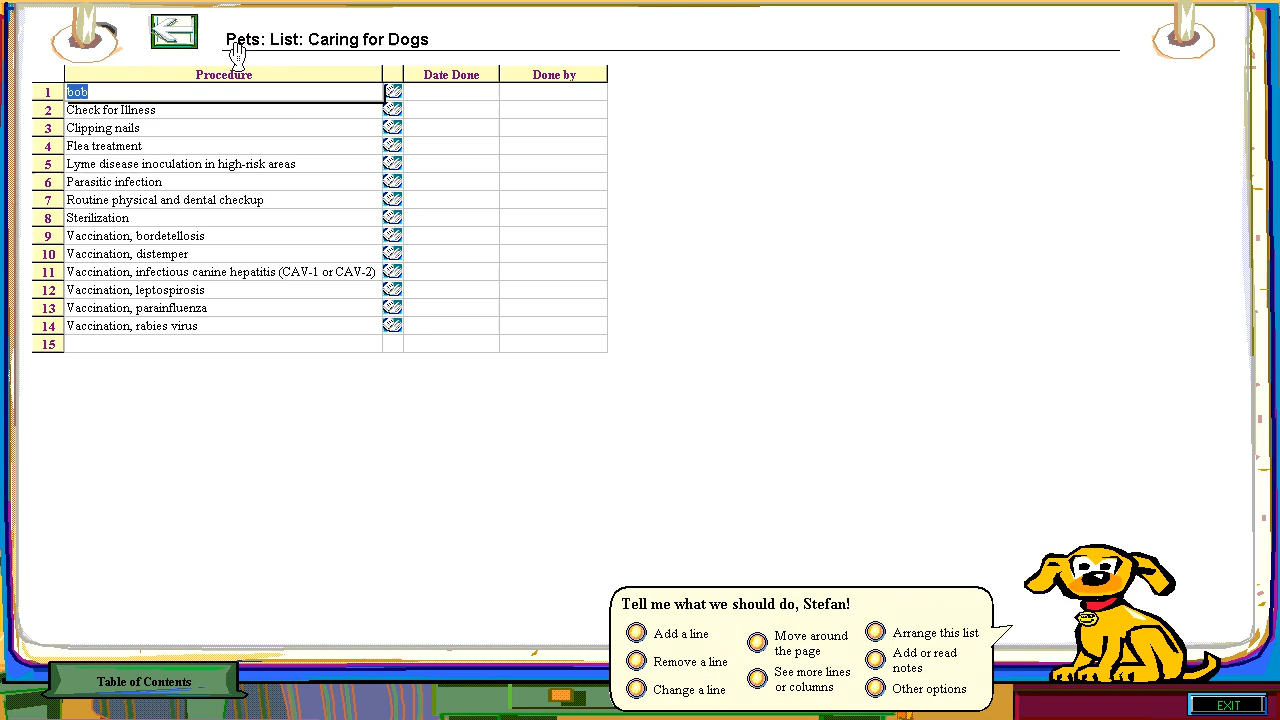 Pets: List: Caring for Dogs
Procedure Date Done Done by
1 bob
2 Check for Illness
3 Clipping nails
4 Flea treatment
5 Lyme disease inoculation in high-risk areas
6 Parasitic infection
7 Routine physical and dental checkup
8 Sterilization
9 Vaccination, bordetellosis
10 Vaccination, distemper
11 Vaccination, infectious canine hepatitis (CAV-1 or CAV-2)
12 Vaccination, leptospirosis
13 Vaccination, parainfluenza
14 Vaccination, rabies virus
15
Tell me what we should do, Stefan!
Add a line
Remove a line
Change a line
Move around
the page
See more lines
or columns
Arrange this list
Add or read
notes
Other options
Table of Contents
EXIT